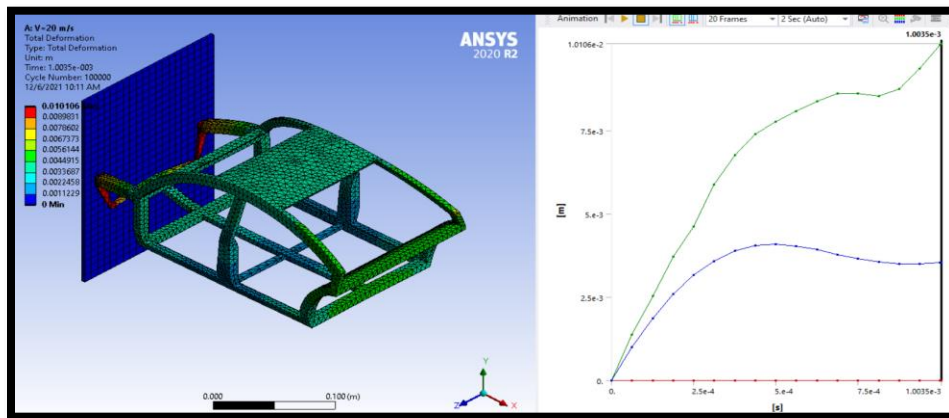 A: V=20 m/s
Total Deformation
Type: Total Deformation
Unit: m
Time: 1.0035e-003
Cycle Number: 100000
12/6/2021 10:11 AM
0.010106
0.0089831
0.0078602
0.0067373
0.0056144
0.0044915
0.0033687
0.0022458
0.0011229
0 Min
ANSYS
2020 R2
0.000
0.100 (m)
Y
Z
X
Animation
20 Frames
2 Sec (Auto)
1.0035e-3
1.0106e-2
7.5e-3
[m]
5.e-3
2.5e-3
0.
0.
2.5e-4
5.e-4
7.5e-4
1.0035e-3
[s]